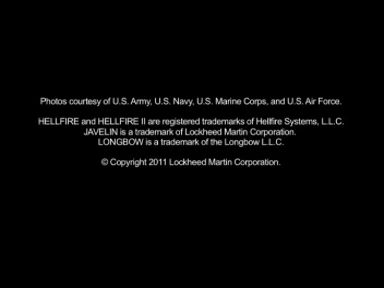 Photos courtesy of U.S. Army, U.S. Navy, U.S. Marine Corps, and U.S. Air Force.
HELLFIRE and HELLFIRE II are registered trademarks of Hellfire Systems, L.L.C.
JAVELIN is a trademark of Lockheed Martin Corporation.
LONGBOW is a trademark of the Longbow L.L.C.
© Copyright 2011 Lockheed Martin Corporation.